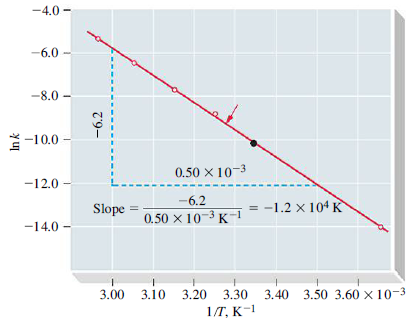 −4.0
−6.0
−8.0
−10.0
−12.0
−14.0
ln k
−6.2
0.50 × 10⁻³
Slope = −6.2 / 0.50 × 10⁻³ K⁻¹ = −1.2 × 10⁴ K
3.00 3.10 3.20 3.30 3.40 3.50 3.60 × 10⁻³
1/T, K⁻¹